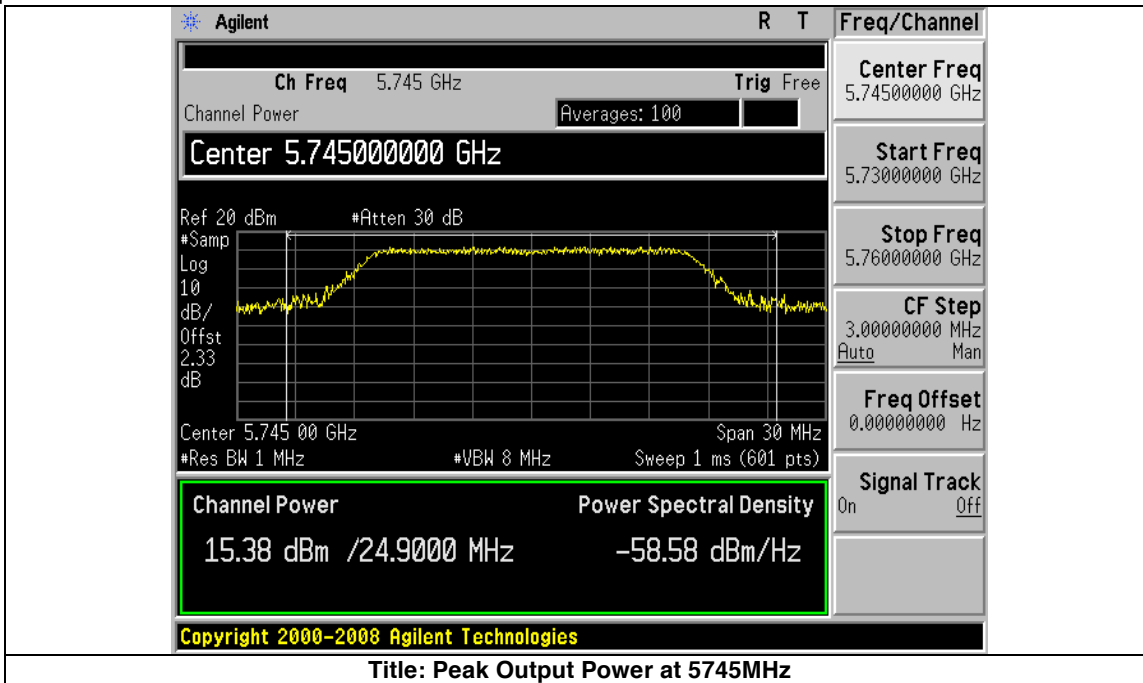 Agilent R T
Ch Freq 5.745 GHz Trig Free
Channel Power Averages: 100
Center 5.745000000 GHz
Ref 20 dBm #Atten 30 dB
#Samp
Log
10
dB/
Offst
2.33
dB
Center 5.745 00 GHz Span 30 MHz
#Res BW 1 MHz #VBW 8 MHz Sweep 1 ms (601 pts)
Channel Power Power Spectral Density
15.38 dBm /24.9000 MHz -58.58 dBm/Hz
Copyright 2000-2008 Agilent Technologies
Freq/Channel
Center Freq
5.74500000 GHz
Start Freq
5.73000000 GHz
Stop Freq
5.76000000 GHz
CF Step
3.00000000 MHz
Auto Man
Freq Offset
0.00000000 Hz
Signal Track
On Off
Title: Peak Output Power at 5745MHz